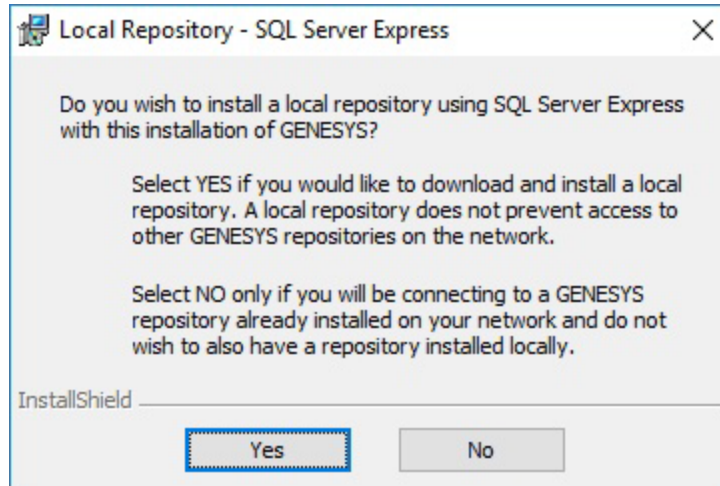 Local Repository - SQL Server Express
Do you wish to install a local repository using SQL Server Express
with this installation of GENESYS?
Select YES if you would like to download and install a local
repository. A local repository does not prevent access to
other GENESYS repositories on the network.
Select NO only if you will be connecting to a GENESYS
repository already installed on your network and do not
wish to also have a repository installed locally.
InstallShield
Yes
No